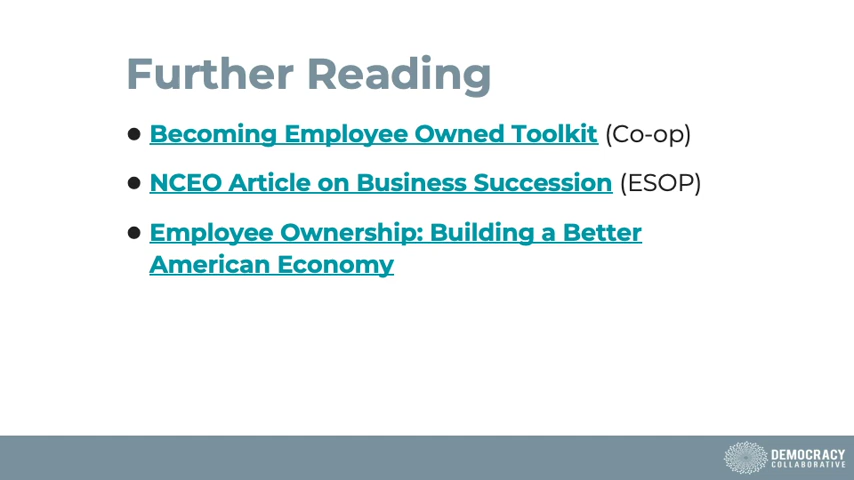 Further Reading
● Becoming Employee Owned Toolkit (Co-op)
● NCEO Article on Business Succession (ESOP)
● Employee Ownership: Building a Better
American Economy
DEMOCRACY
COLLABORATIVE